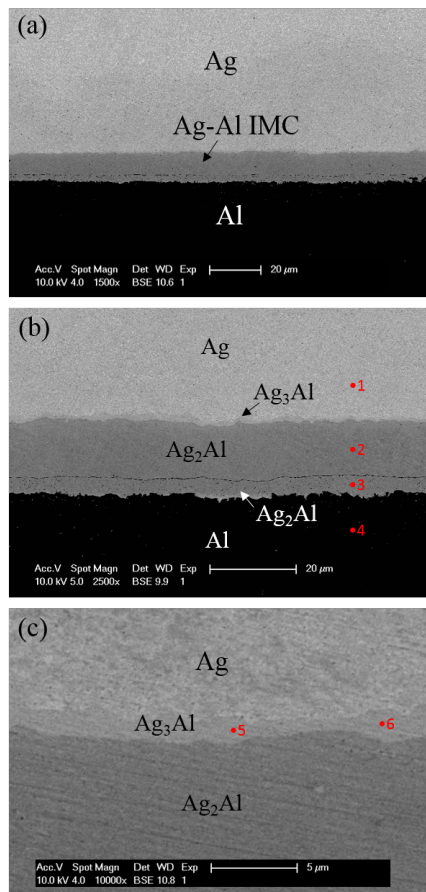 (a)
Ag
Ag-Al IMC
Al
Acc.V Spot Magn Det WD Exp 20 μm
10.0 kV 4.0 1500x BSE 10.6 1
(b)
Ag
1
Ag3Al
Ag2Al
2
3
Ag2Al
Al
4
Acc.V Spot Magn Det WD Exp 20 μm
10.0 kV 5.0 2500x BSE 9.9 1
(c)
Ag
Ag3Al
5
6
Ag2Al
Acc.V Spot Magn Det WD Exp 5 μm
10.0 kV 4.0 10000x BSE 10.8 1